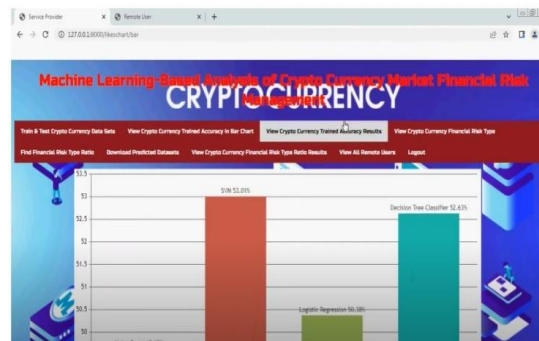 Service Provider
Remote User
127.0.0.1:8000/likeschart/bar
Machine Learning-Based Analysis of Crypto Currency Market Financial Risk
Management
CRYPTOCURRENCY
Train & Test Crypto Currency Data Sets View Crypto Currency Trained Accuracy in Bar Chart View Crypto Currency Trained Accuracy Results View Crypto Currency Financial Risk Type
Find Financial Risk Type Ratio Download Predicted Datasets View Crypto Currency Financial Risk Type Ratio Results View All Remote Users Logout
53.5
SVM 53.01%
53
Decision Tree Classifier 52.63%
52.5
52
51.5
51
50.5
Logistic Regression 50.38%
50